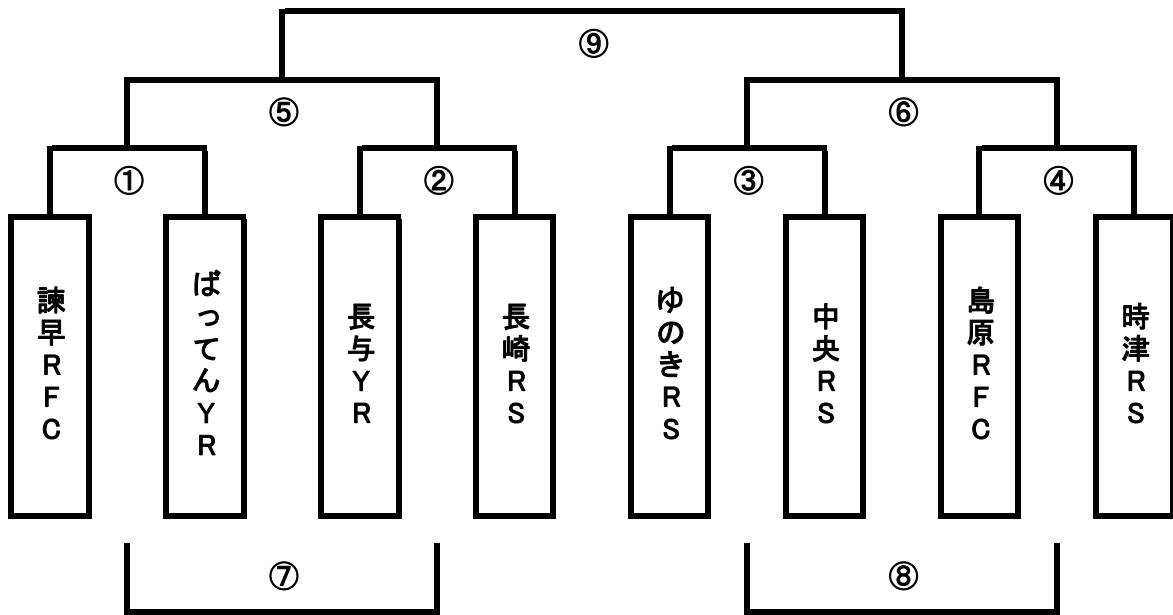 ⑨
⑤
⑥
①
②
③
④
諫早RFC
ばってんYR
長与YR
長崎RS
ゆのきRS
中央RS
島原RFC
時津RS
⑦
⑧